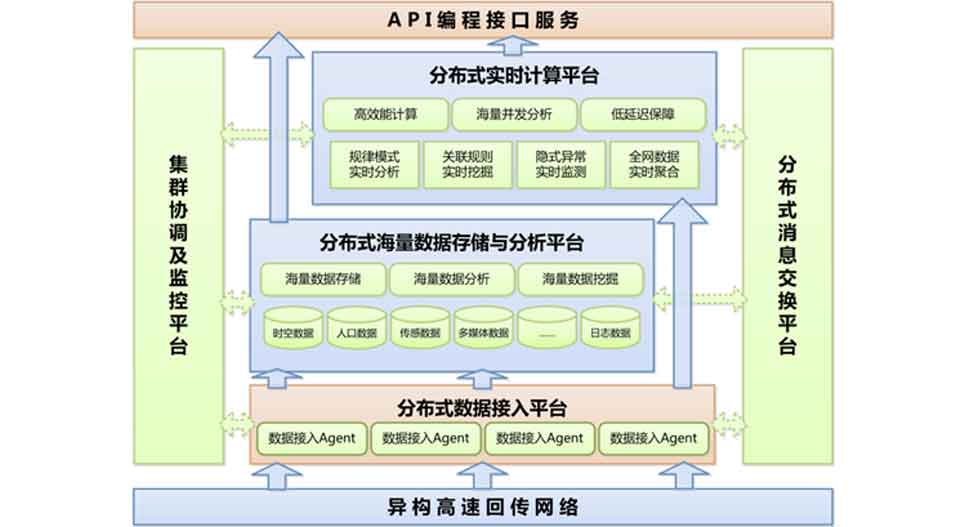 API编程接口服务
分布式实时计算平台
高效能计算
海量并发分析
低延迟保障
规律模式
实时分析
关联规则
实时挖掘
隐式异常
实时监测
全网数据
实时聚合
集群协调及监控平台
分布式消息交换平台
分布式海量数据存储与分析平台
海量数据存储
海量数据分析
海量数据挖掘
时空数据
人口数据
传感数据
多媒体数据
......
日志数据
分布式数据接入平台
数据接入Agent
数据接入Agent
数据接入Agent
数据接入Agent
异构高速回传网络